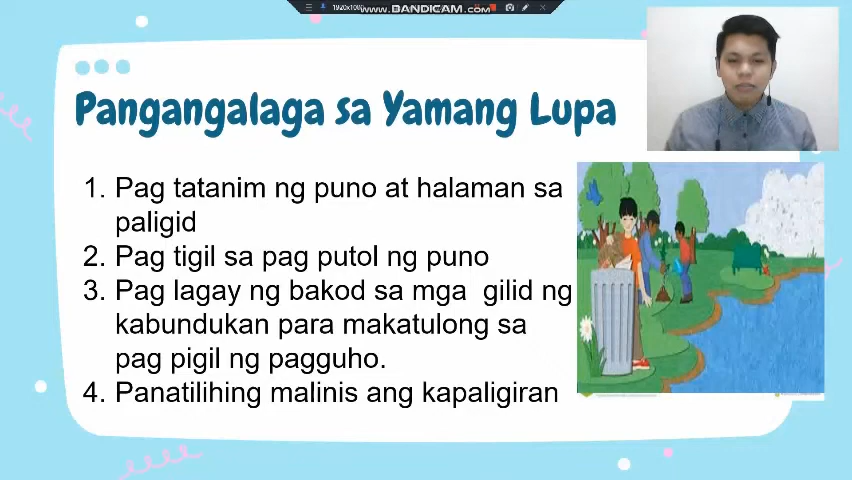 1920x1080
www.BANDICAM.com
Pangangalaga sa Yamang Lupa
1. Pag tatanim ng puno at halaman sa
paligid
2. Pag tigil sa pag putol ng puno
3. Pag lagay ng bakod sa mga  gilid ng
kabundukan para makatulong sa
pag pigil ng pagguho.
4. Panatilihing malinis ang kapaligiran